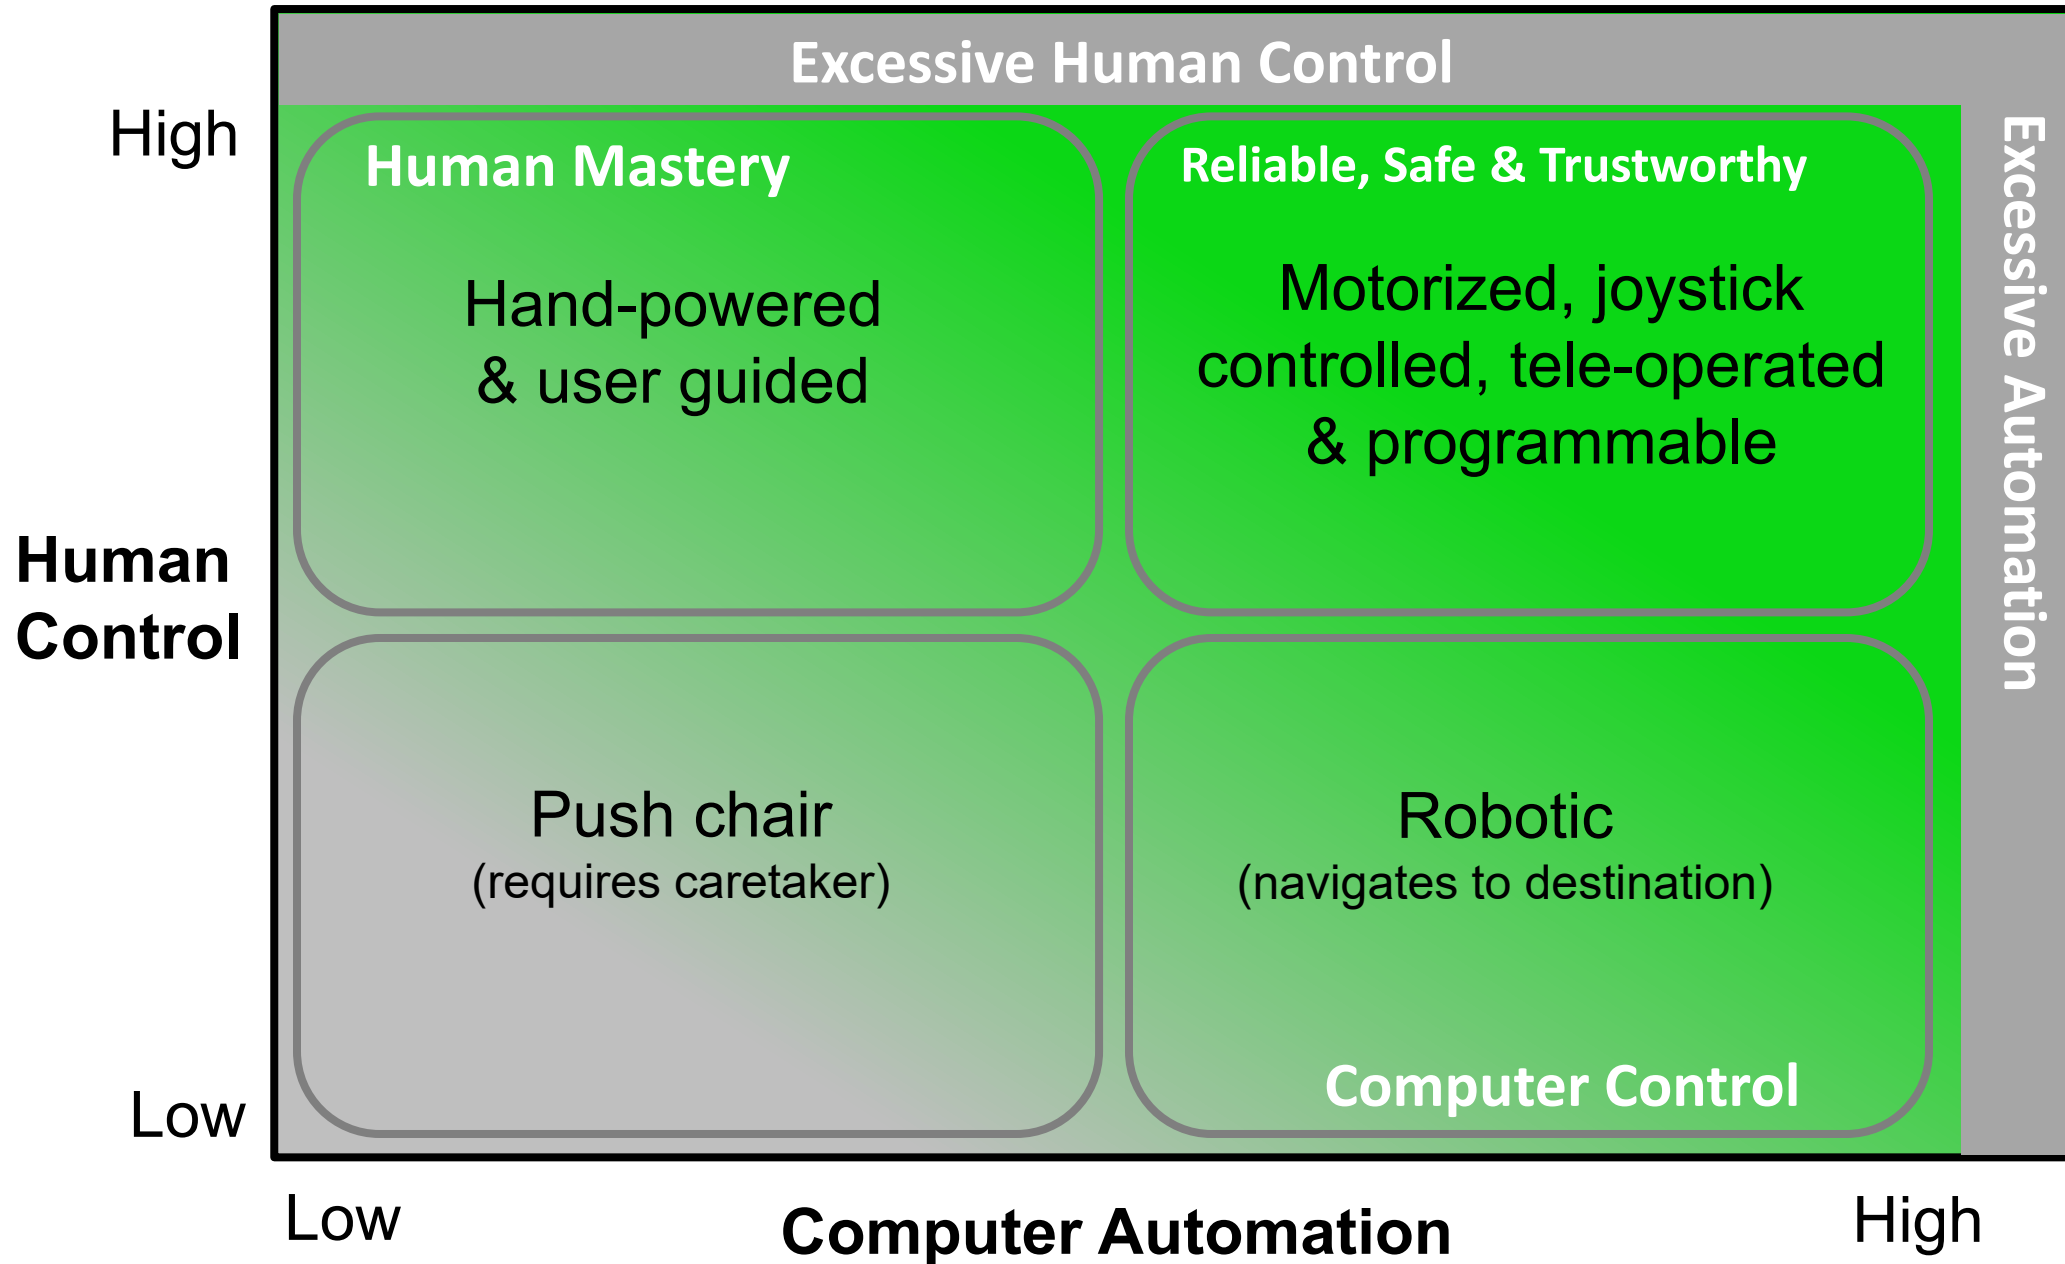 Excessive Human Control
High
Human Mastery
Hand-powered
& user guided
Reliable, Safe & Trustworthy
Motorized, joystick
controlled, tele-operated
& programmable
Excessive Automation
Human
Control
Push chair
(requires caretaker)
Robotic
(navigates to destination)
Computer Control
Low
Low
Computer Automation
High